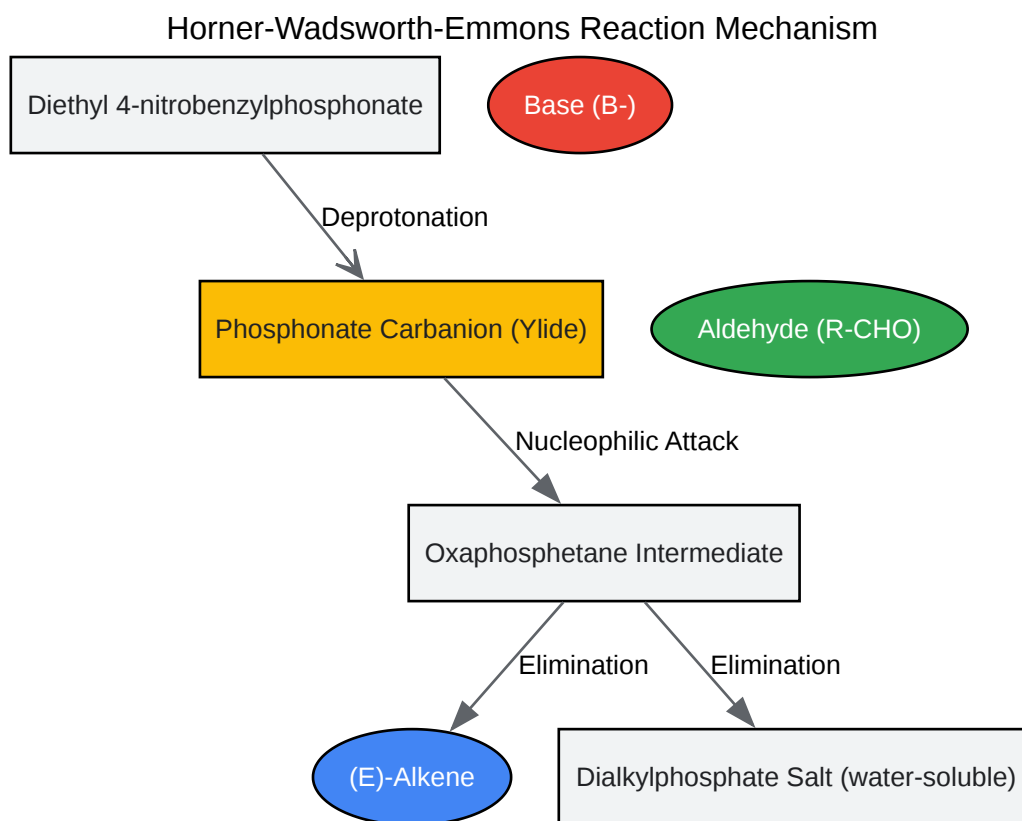 Horner-Wadsworth-Emmons Reaction Mechanism
Diethyl 4-nitrobenzylphosphonate
Base (B-)
Deprotonation
Phosphonate Carbanion (Ylide)
Aldehyde (R-CHO)
Nucleophilic Attack
Oxaphosphetane Intermediate
Elimination
Elimination
(E)-Alkene
Dialkylphosphate Salt (water-soluble)